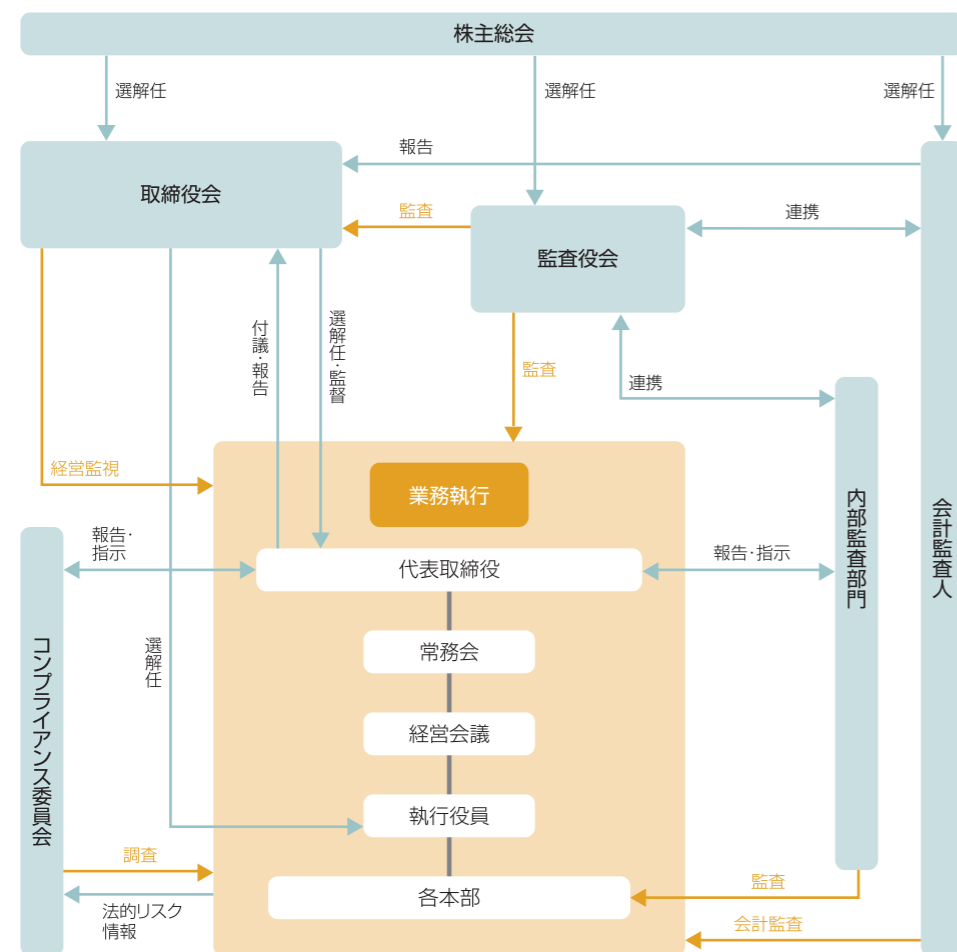 株主総会
選解任
選解任
選解任
報告
取締役会
監査
連携
監査役会
付議・報告
選解任・監督
監査
連携
経営監視
業務執行
内部監査部門
会計監査人
報告・
指示
代表取締役
報告・指示
コンプライアンス委員会
選解任
常務会
経営会議
執行役員
調査
各本部
監査
法的リスク
情報
会計監査